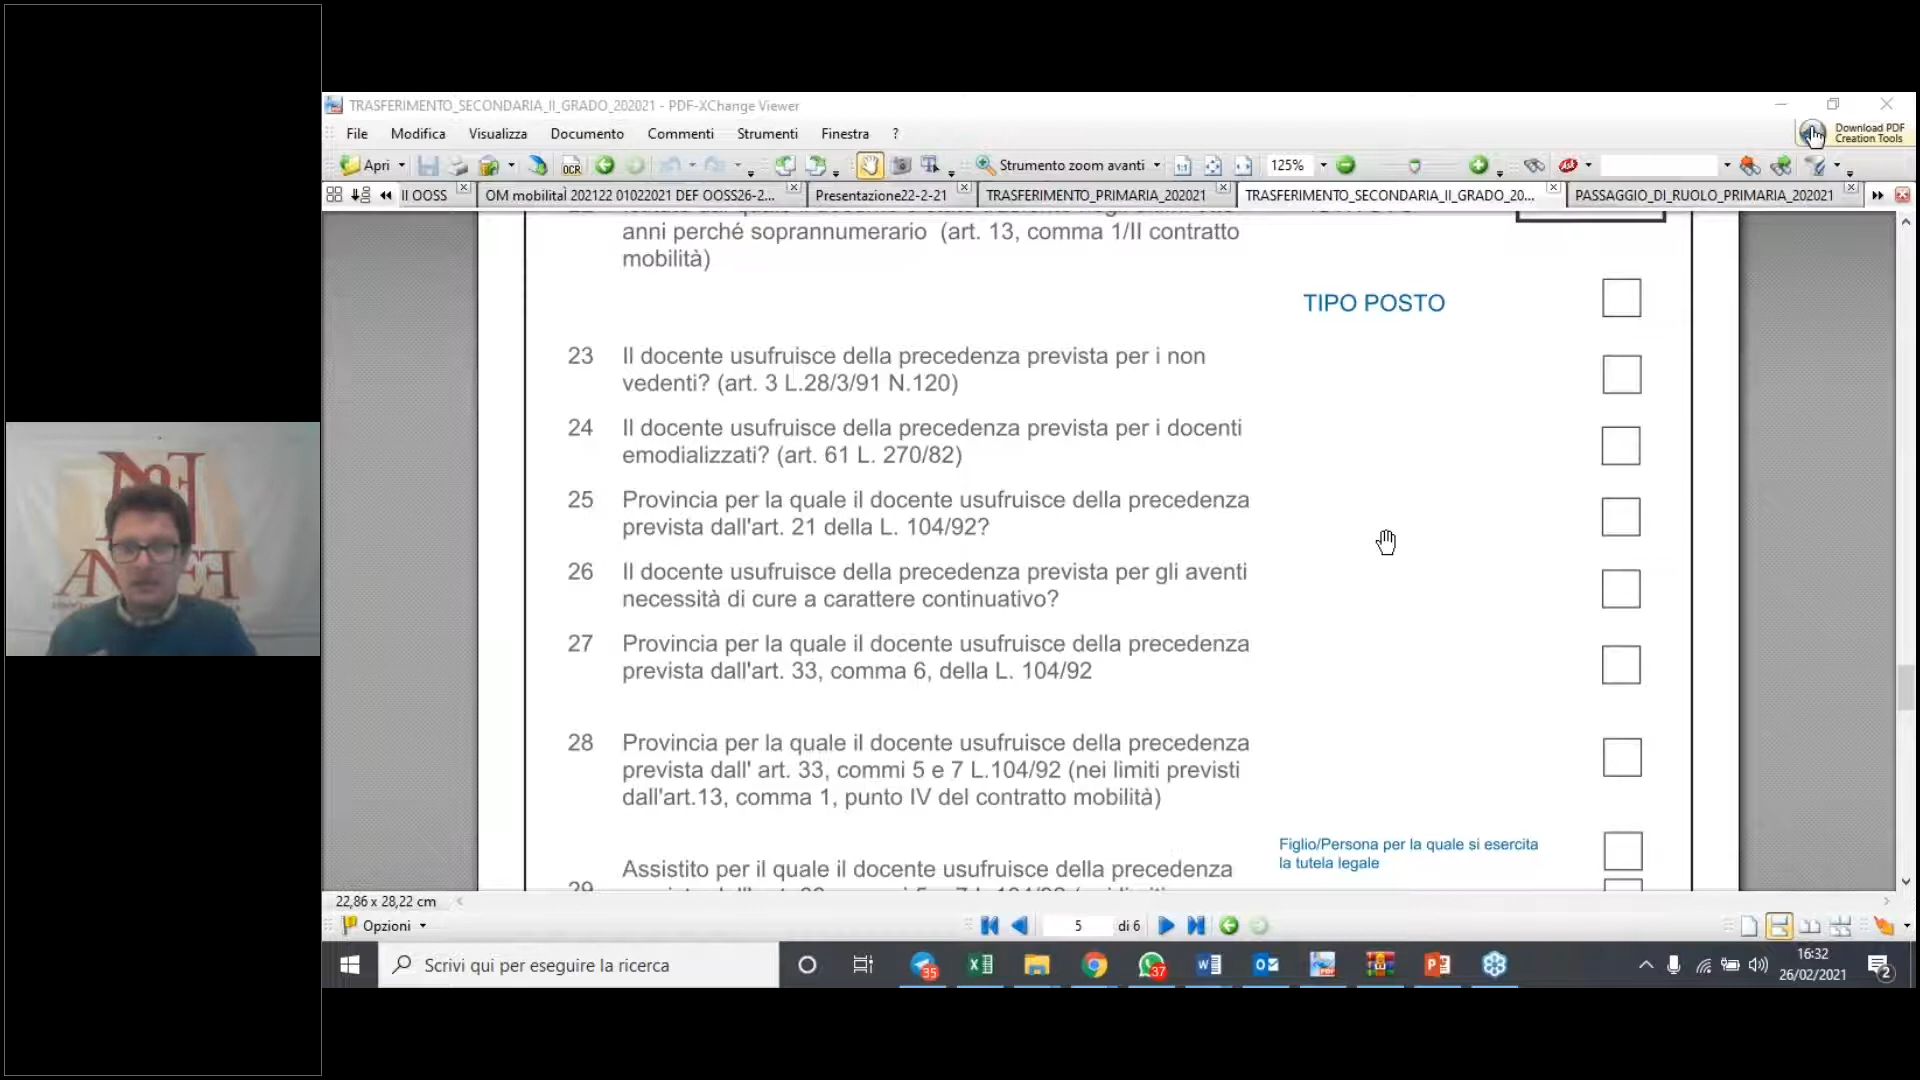 TRASFERIMENTO_SECONDARIA_II_GRADO_202021 - PDF-XChange Viewer
File Modifica Visualizza Documento Commenti Strumenti Finestra ?
Download PDF
Creation Tools
Apri
OCR
Strumento zoom avanti
125%
II OOSS
OM mobilità 202122 01022021 DEF OOSS26-2...
Presentazione22-2-21
TRASFERIMENTO_PRIMARIA_202021
TRASFERIMENTO_SECONDARIA_II_GRADO_20...
PASSAGGIO_DI_RUOLO_PRIMARIA_202021
anni perché soprannumerario (art. 13, comma 1/II contratto
mobilità)
TIPO POSTO
23 Il docente usufruisce della precedenza prevista per i non
vedenti? (art. 3 L.28/3/91 N.120)
24 Il docente usufruisce della precedenza prevista per i docenti
emodializzati? (art. 61 L. 270/82)
25 Provincia per la quale il docente usufruisce della precedenza
prevista dall'art. 21 della L. 104/92?
26 Il docente usufruisce della precedenza prevista per gli aventi
necessità di cure a carattere continuativo?
27 Provincia per la quale il docente usufruisce della precedenza
prevista dall'art. 33, comma 6, della L. 104/92
28 Provincia per la quale il docente usufruisce della precedenza
prevista dall' art. 33, commi 5 e 7 L.104/92 (nei limiti previsti
dall'art.13, comma 1, punto IV del contratto mobilità)
Figlio/Persona per la quale si esercita
la tutela legale
Assistito per il quale il docente usufruisce della precedenza
29
22,86 x 28,22 cm
Opzioni
5 di 6
Scrivi qui per eseguire la ricerca
35
37
16:32
26/02/2021
2